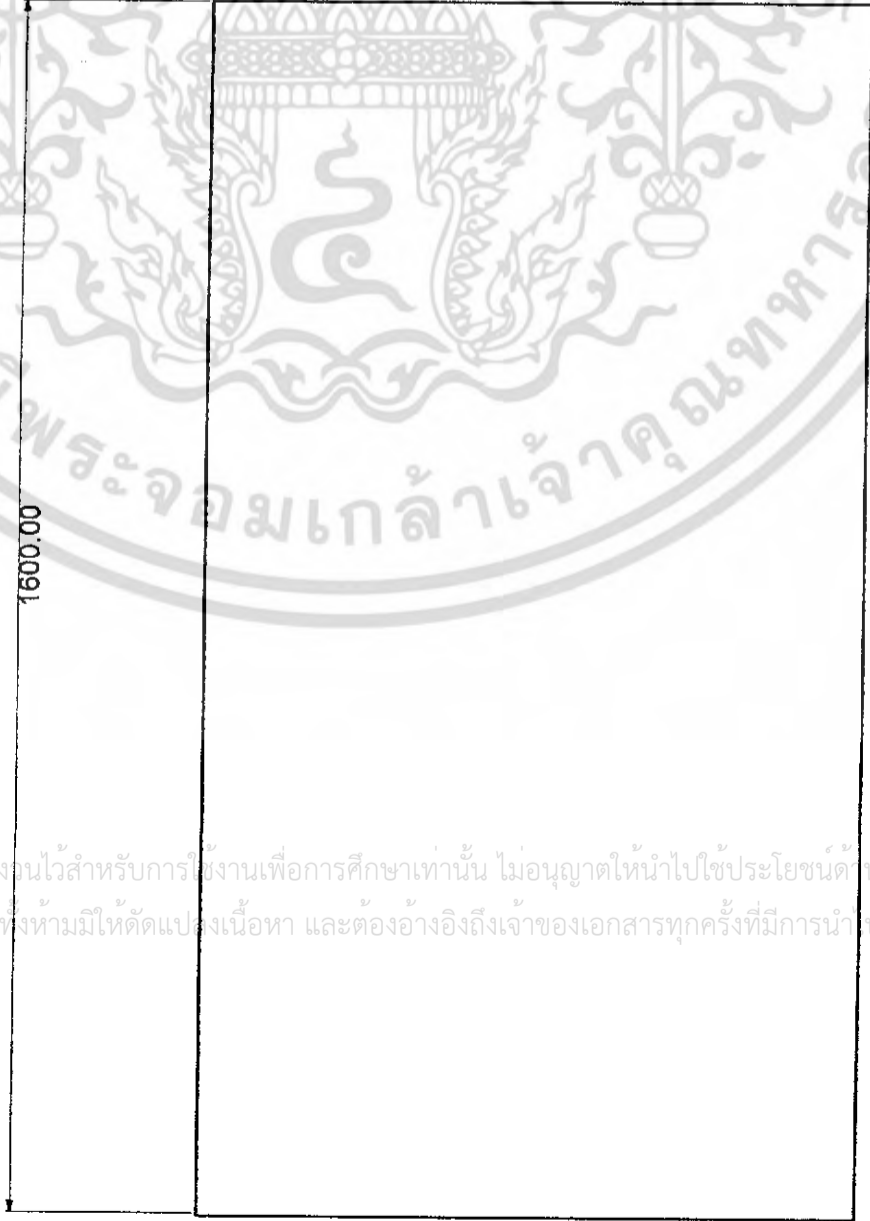 พระจอมเกล้าเจ้าคุณทหาร
1600.00
งวนไว้สำหรับการใช้งานเพื่อการศึกษาเท่านั้น ไม่อนุญาตให้นำไปใช้ประโยชน์ด้า
ทั้งห้ามมิให้ดัดแปลงเนื้อหา และต้องอ้างอิงถึงเจ้าของเอกสารทุกครั้งที่มีการนำ